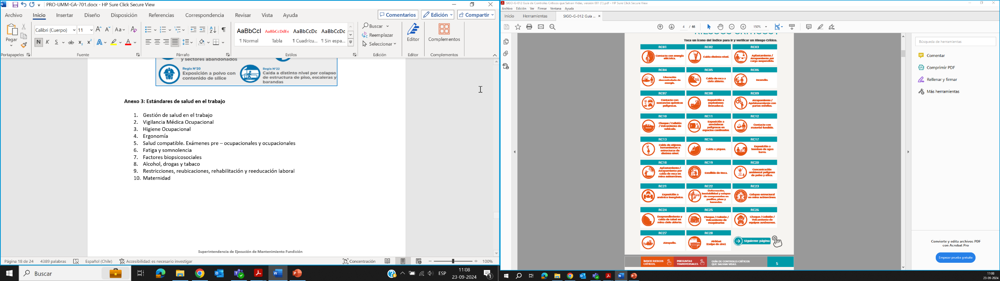 PRO-UMM-GA-701.docx - HP Sure Click Secure View
Archivo Inicio Insertar Diseño Disposición Referencias Correspondencia Revisar Vista Ayuda Comentarios Edición Compartir
Calibri (Cuerpo) 11
Pegar
N K S ab x₂ x² A A
AaBbCcI AaBbCcDdEe AaBbCcDc AaBbCcDc
¶ Normal Tabla ¶ Cuadrícu... ¶ Sin espa...
Buscar
Reemplazar
Seleccionar
Editor
Complementos
Portapapeles Fuente Párrafo Estilos Edición Editor Complementos
y sectores abandonados
Regla N°20
Exposición a polvo con
contenido de sílice
Regla N°22
Caída a distinto nivel por colapso
de estructura de piso, escaleras y
barandas
Anexo 3: Estándares de salud en el trabajo
1. Gestión de salud en el trabajo
2. Vigilancia Médica Ocupacional
3. Higiene Ocupacional
4. Ergonomía
5. Salud compatible. Exámenes pre – ocupacionales y ocupacionales
6. Fatiga y somnolencia
7. Factores biopsicosociales
8. Alcohol, drogas y tabaco
9. Restricciones, reubicaciones, rehabilitación y reeducación laboral
10. Maternidad
Superintendencia de Ejecución de Mantenimiento Fundición
Página 18 de 24 4389 palabras Español (Chile) Accesibilidad: es necesario investigar Concentración 100%
Buscar
ESP
11:08
23-09-2024
SIGO-G-012 Guía de Controles Críticos que Salvan Vidas, versión 001 (1).pdf - HP Sure Click Secure View
Archivo Edición Ver Firmar Ventana Ayuda
Inicio Herramientas SIGO-G-012 Guía ... ×
4 / 66 150%
Toca un ícono del índice para ir y verificar un Riesgo Crítico.
RC01
Contacto con energía
eléctrica.
RC02
Caída distinto nivel.
RC03
Aplastamiento /
Atrapamiento por
carga suspendida.
RC04
Liberación
descontrolada de
energía.
RC05
Caída de roca a
cielo abierto.
RC06
Incendio.
RC07
Contacto con
sustancias químicas
peligrosas.
RC08
Exposición a
explosiones
(tronadura).
RC09
Atrapamiento /
Aprisionamiento con
partes móviles.
RC10
Choque / Colisión
/ Volcamiento de
vehículo.
RC11
Exposición a
atmósferas
peligrosas en
espacios confinados.
RC12
Contacto con
material fundido.
RC13
Caída de objetos,
herramientas o
estructuras de
distinto nivel.
RC16
Caída a piques.
RC17
Exposición a
bombeo de agua
barro.
RC18
Aplastamiento /
Atrapamiento por
caída de roca en
mina subterránea.
RC19
Estallido de Roca.
RC20
Concentración
ambiental peligrosa
de polvo y sílice.
RC21
Exposición a
arsénico inorgánico.
RC22
Deformación,
inestabilidad y colapso
de componentes en
pasillos, pisos y
barandas.
RC23
Colapso estructural
en mina subterránea.
RC24
Desprendimiento y
caída de talud en
mina cielo abierto.
RC25
Choque / Colisión /
Volcamiento de
maquinarias
RC26
Choque / Colisión /
Volcamiento de
equipos autónomos.
RC27
Atropello.
RC28
Airblast
(Golpe de aire).
Siguiente página
ÍNDICE RIESGOS
CRÍTICOS.
PREGUNTAS
TRANSVERSALES.
GUÍA DE CONTROLES CRÍTICOS
QUE SALVAN VIDAS.
5
Búsqueda de herramientas
Comentar
Comprimir PDF
Rellenar y firmar
Más herramientas
Convierte y edita archivos PDF
con Acrobat Pro
Empezar prueba gratuita
11:08
23-09-2024